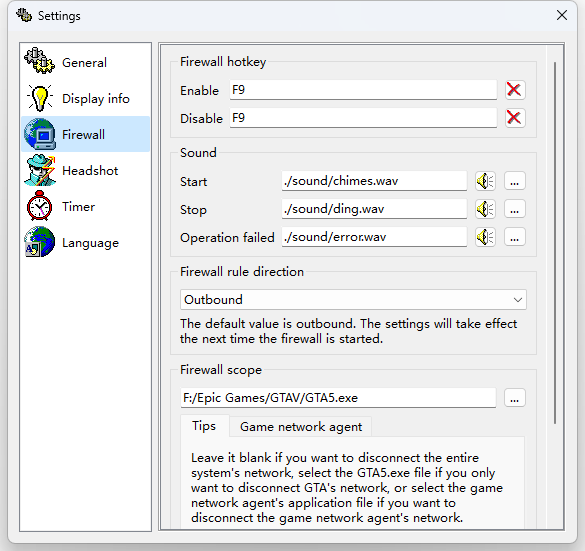 Settings
General
Display info
Firewall
Headshot
Timer
Language
Firewall hotkey
Enable F9
Disable F9
Sound
Start ./sound/chimes.wav ...
Stop ./sound/ding.wav ...
Operation failed ./sound/error.wav ...
Firewall rule direction
Outbound
The default value is outbound. The settings will take effect
the next time the firewall is started.
Firewall scope
F:/Epic Games/GTAV/GTA5.exe ...
Tips Game network agent
Leave it blank if you want to disconnect the entire
system's network, select the GTA5.exe file if you only
want to disconnect GTA's network, or select the game
network agent's application file if you want to
disconnect the game network agent's network.